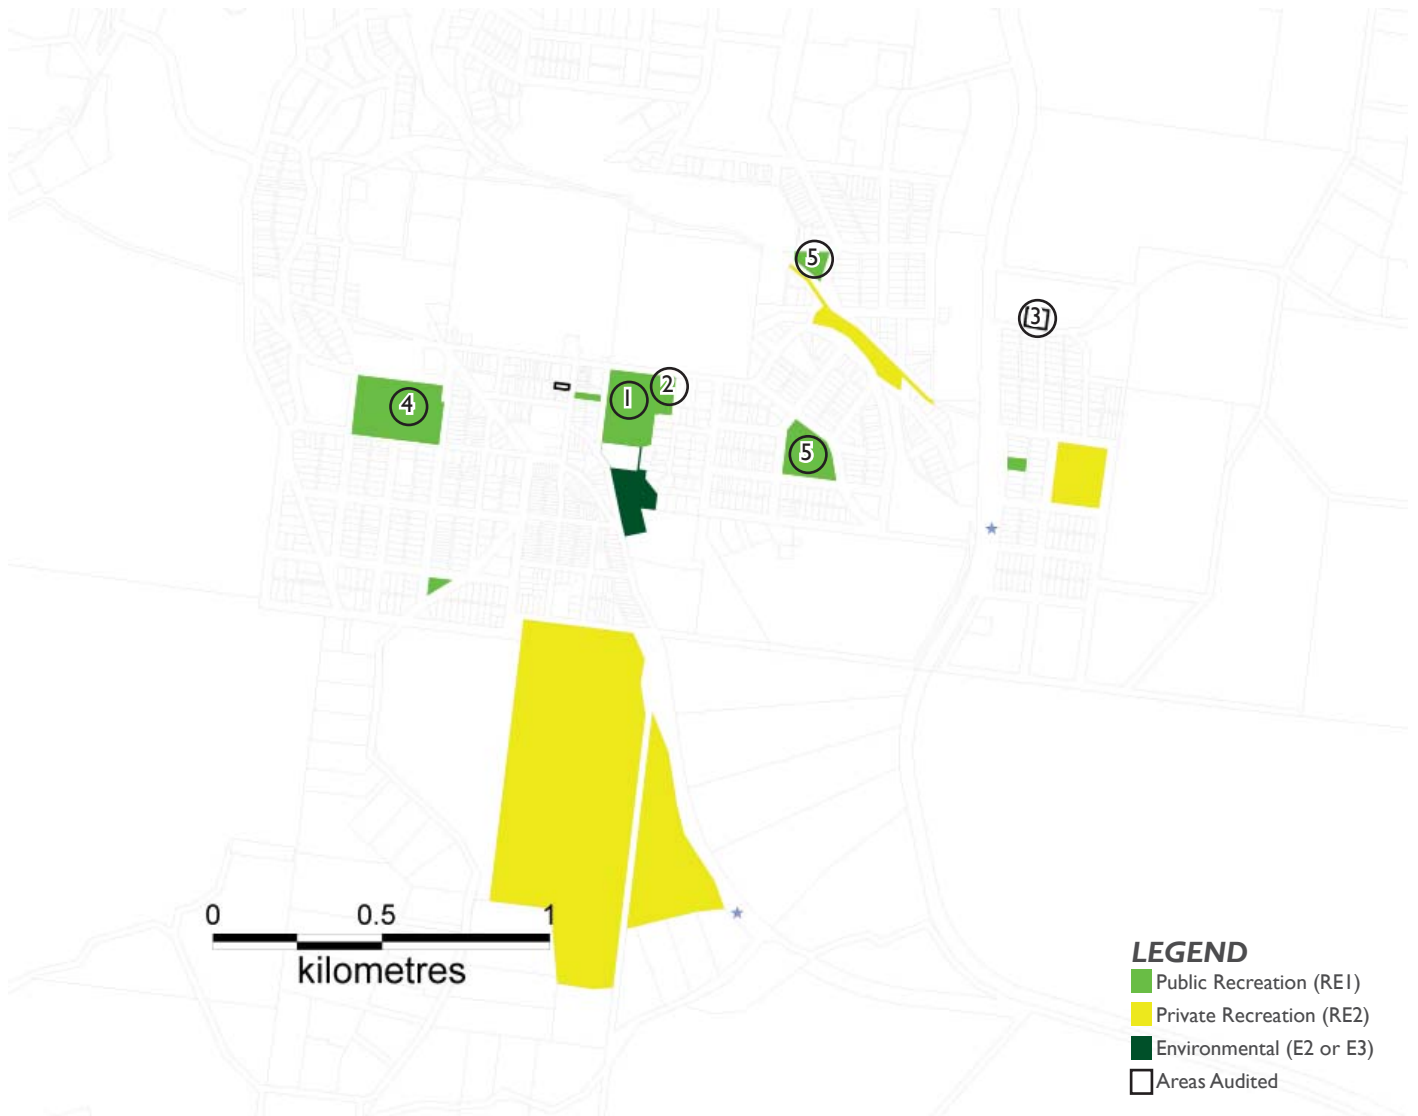 5
3
2
1
4
5
0 0.5 1
kilometres
LEGEND
Public Recreation (RE1)
Private Recreation (RE2)
Environmental (E2 or E3)
Areas Audited